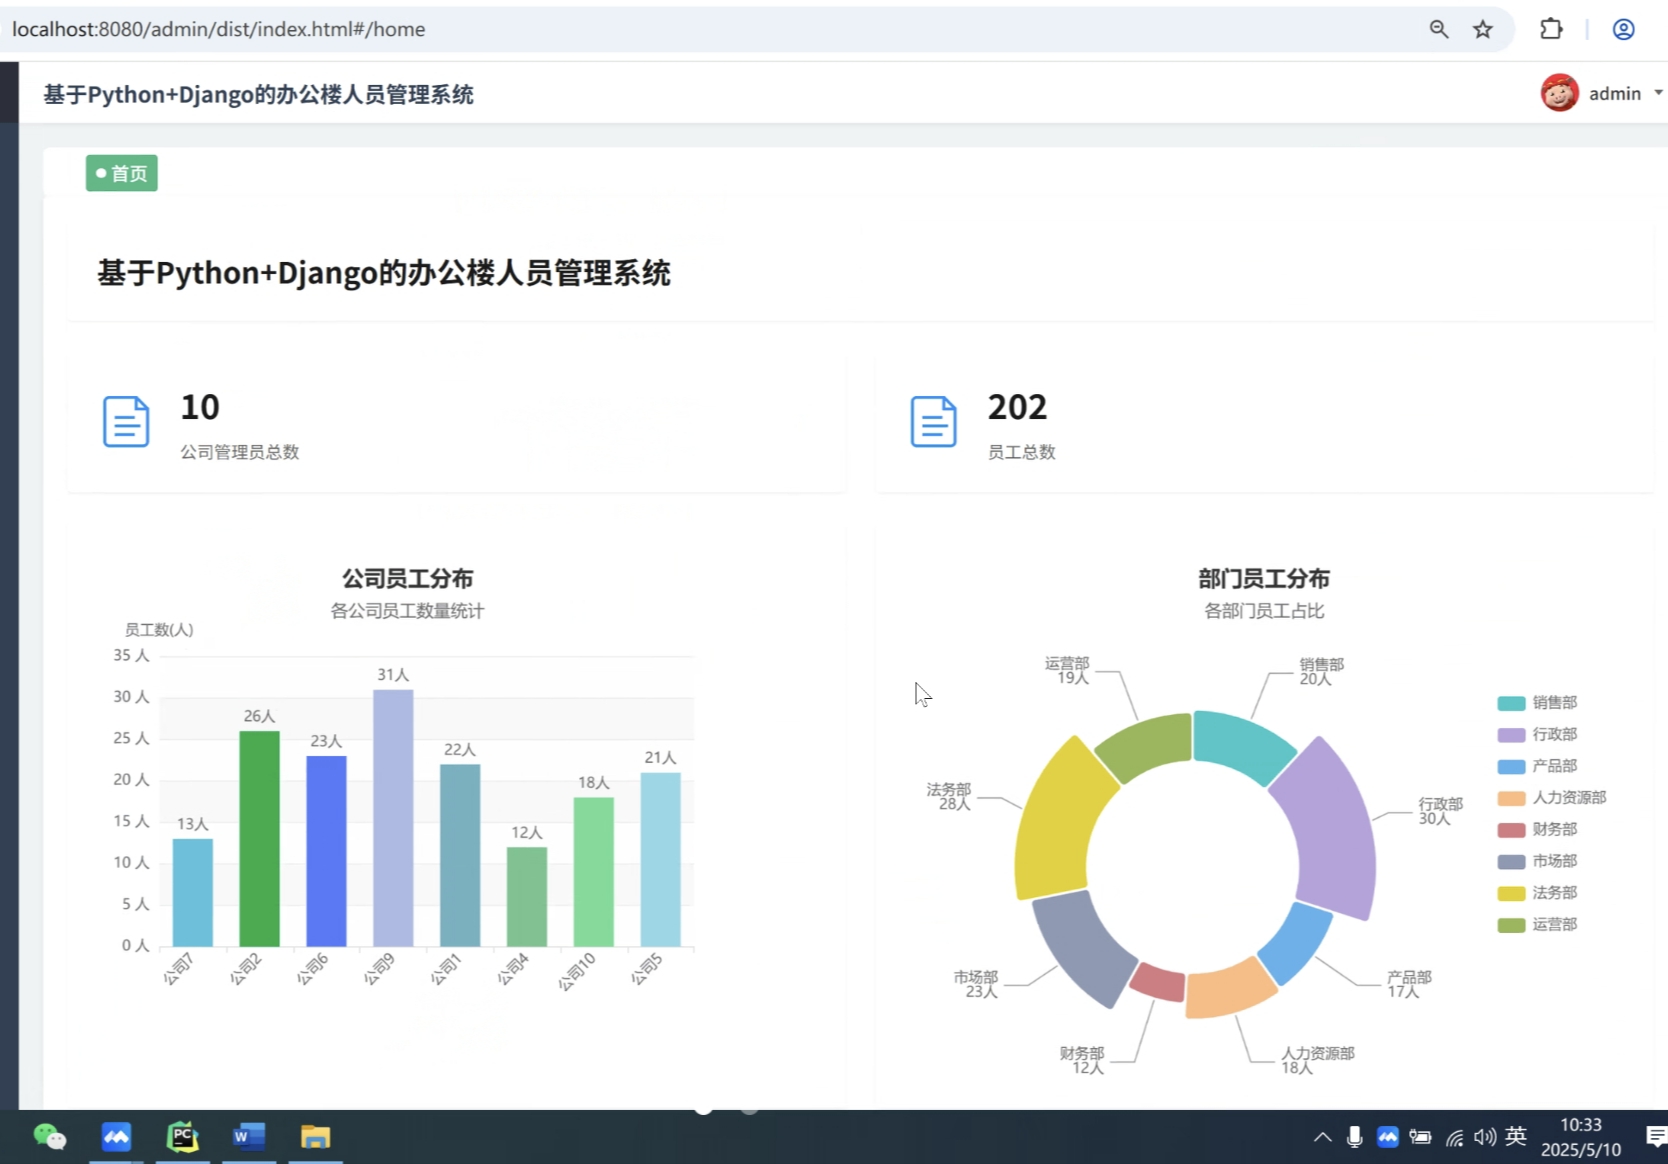 localhost:8080/admin/dist/index.html#/home
基于Python+Django的办公楼人员管理系统
admin
首页
基于Python+Django的办公楼人员管理系统
10
公司管理员总数
202
员工总数
公司员工分布
各公司员工数量统计
员工数(人)
35 人
30 人
25 人
20 人
15 人
10 人
5 人
0 人
13人
26人
23人
31人
22人
12人
18人
21人
公司7
公司2
公司6
公司9
公司1
公司4
公司10
公司5
部门员工分布
各部门员工占比
运营部
19人
销售部
20人
法务部
28人
行政部
30人
市场部
23人
产品部
17人
财务部
12人
人力资源部
18人
销售部
行政部
产品部
人力资源部
财务部
市场部
法务部
运营部
PC
W
英
10:33
2025/5/10